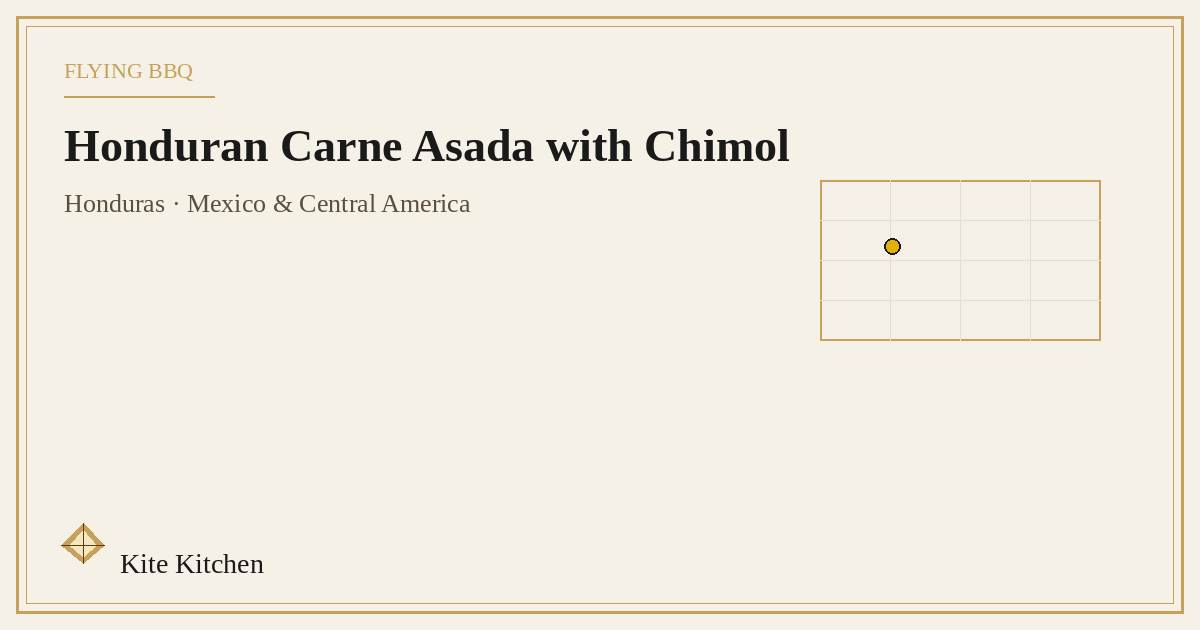 FLYING BBQ
Honduran Carne Asada with Chimol
Honduras · Mexico & Central America
Kite Kitchen